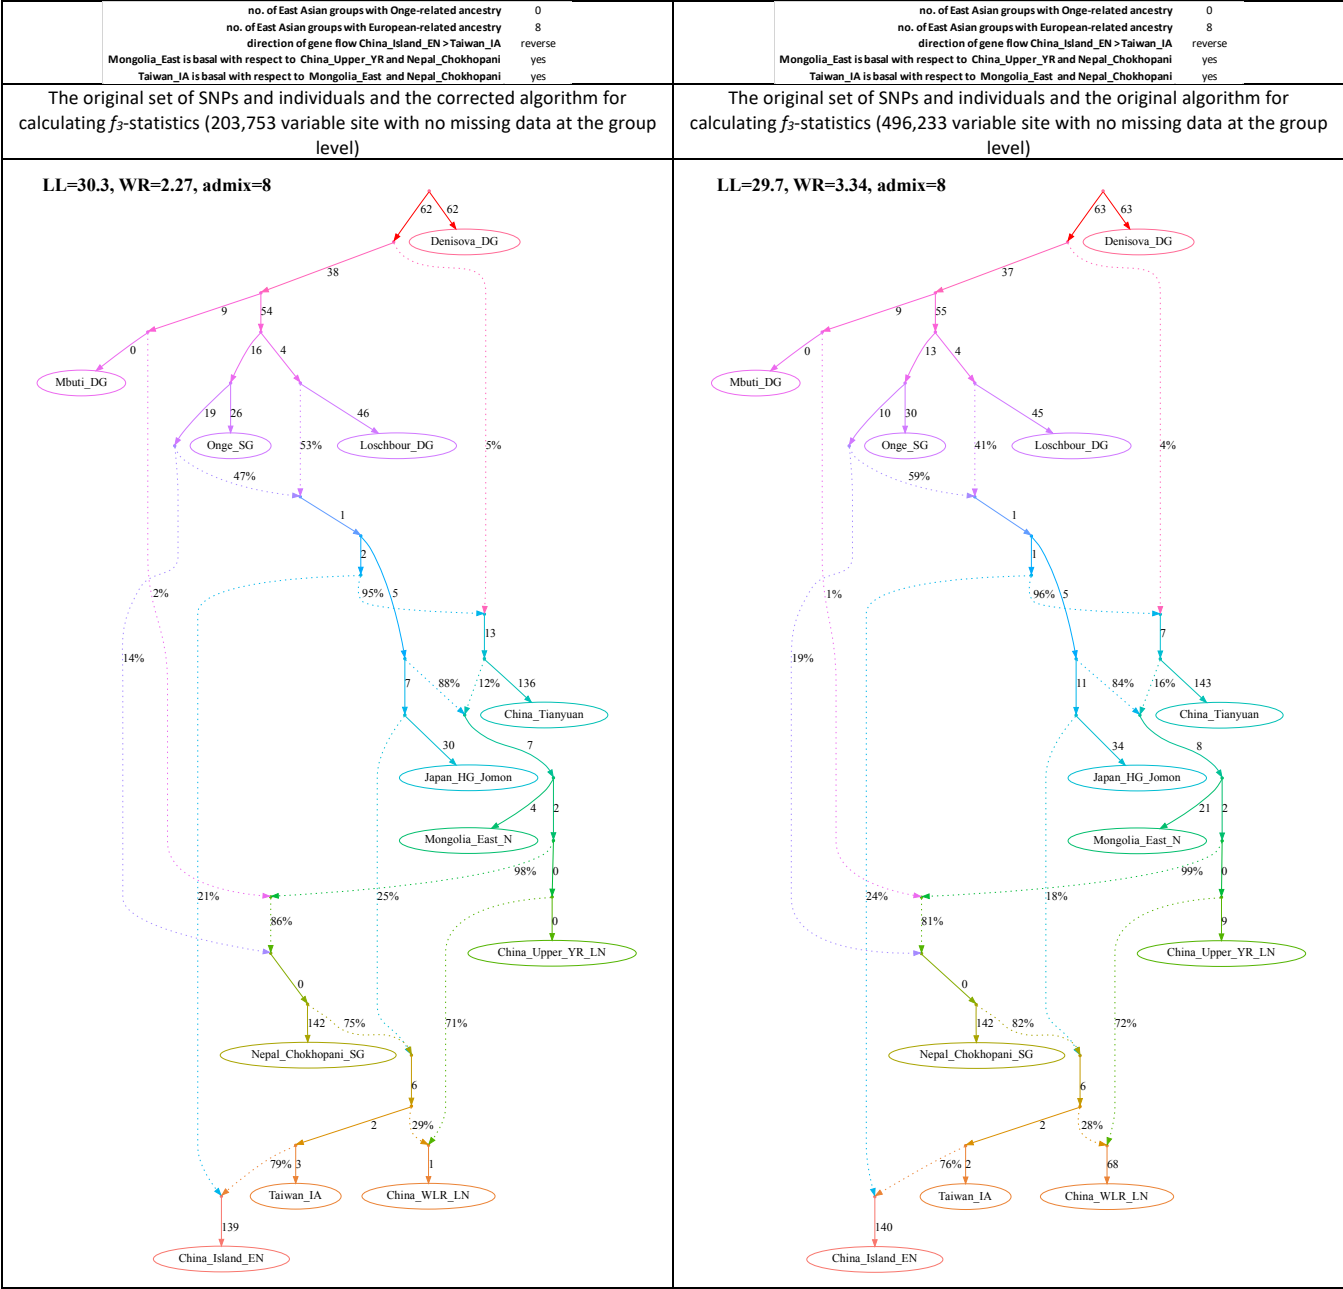 no. of East Asian groups with Onge-related ancestry 0
no. of East Asian groups with European-related ancestry 8
direction of gene flow China_Island_EN > Taiwan_IA reverse
Mongolia_East is basal with respect to China_Upper_YR and Nepal_Chokhopani yes
Taiwan_IA is basal with respect to Mongolia_East and Nepal_Chokhopani yes
The original set of SNPs and individuals and the corrected algorithm for
calculating f3-statistics (203,753 variable site with no missing data at the group
level)
LL=30.3, WR=2.27, admix=8
62 62
Denisova_DG
38
9 54
0 16 4
Mbuti_DG
19 26 46
Onge_SG Loschbour_DG
53% 5%
47%
1
2
2% 95% 5
13
14%
7 88% 12% 136
China_Tianyuan
30 7
Japan_HG_Jomon
4 2
Mongolia_East_N
98% 0
21% 25%
86% 0
China_Upper_YR_LN
0
142 75% 71%
Nepal_Chokhopani_SG
6
2 29%
79% 3 1
Taiwan_IA China_WLR_LN
139
China_Island_EN
no. of East Asian groups with Onge-related ancestry 0
no. of East Asian groups with European-related ancestry 8
direction of gene flow China_Island_EN > Taiwan_IA reverse
Mongolia_East is basal with respect to China_Upper_YR and Nepal_Chokhopani yes
Taiwan_IA is basal with respect to Mongolia_East and Nepal_Chokhopani yes
The original set of SNPs and individuals and the original algorithm for
calculating f3-statistics (496,233 variable site with no missing data at the group
level)
LL=29.7, WR=3.34, admix=8
63 63
Denisova_DG
37
9 55
0 13 4
Mbuti_DG
10 30 45
Onge_SG Loschbour_DG
41% 4%
59%
1
1
1% 96% 5
7
19%
11 84% 16% 143
China_Tianyuan
34 8
Japan_HG_Jomon
21 2
Mongolia_East_N
99% 0
24% 18%
81% 9
China_Upper_YR_LN
0
142 82% 72%
Nepal_Chokhopani_SG
6
2 28%
76% 2 68
Taiwan_IA China_WLR_LN
140
China_Island_EN